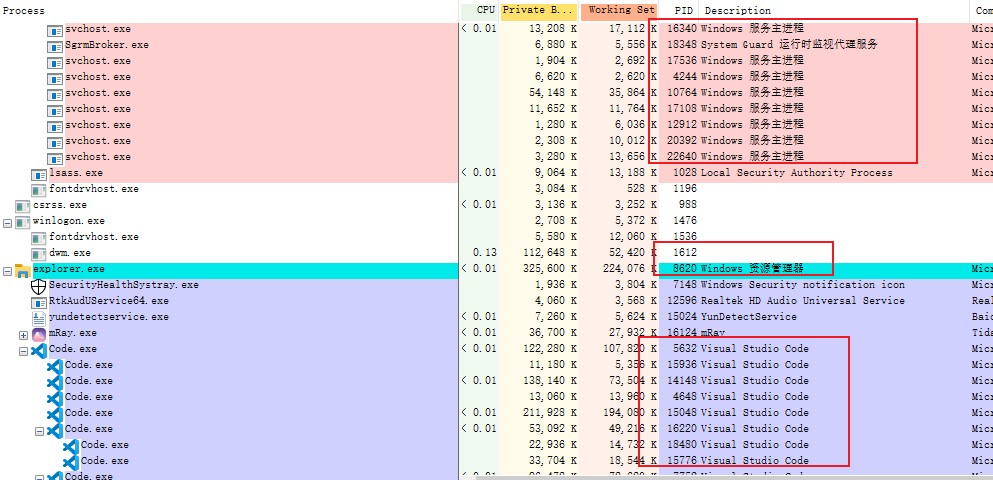 Process CPU Private B... Working Set PID Description Com
svchost.exe < 0.01 13,208 K 17,112 K 16340 Windows 服务主进程 Micr
SgrmBroker.exe 6,880 K 5,556 K 18348 System Guard 运行时监视代理服务 Micr
svchost.exe 1,904 K 2,692 K 17536 Windows 服务主进程 Micr
svchost.exe 6,620 K 2,620 K 4244 Windows 服务主进程 Micr
svchost.exe 54,148 K 35,864 K 10764 Windows 服务主进程 Micr
svchost.exe 11,652 K 11,764 K 17108 Windows 服务主进程 Micr
svchost.exe 1,280 K 6,036 K 12912 Windows 服务主进程 Micr
svchost.exe 2,308 K 10,012 K 20392 Windows 服务主进程 Micr
svchost.exe 3,280 K 13,656 K 22640 Windows 服务主进程 Micr
lsass.exe < 0.01 9,064 K 13,188 K 1028 Local Security Authority Process Micr
fontdrvhost.exe 3,084 K 528 K 1196
csrss.exe < 0.01 3,136 K 3,252 K 988
winlogon.exe 2,708 K 5,372 K 1476
fontdrvhost.exe 5,580 K 12,060 K 1536
dwm.exe 0.13 112,648 K 52,420 K 1612
explorer.exe < 0.01 325,600 K 224,076 K 8620 Windows 资源管理器 Micr
SecurityHealthSystray.exe 1,936 K 3,804 K 7148 Windows Security notification icon Micr
RtkAudUService64.exe 4,060 K 3,568 K 12596 Realtek HD Audio Universal Service Real
yundetectservice.exe < 0.01 7,260 K 5,624 K 15024 YunDetectService Baid
mRay.exe < 0.01 36,700 K 27,932 K 16124 mRay Tids
Code.exe < 0.01 122,280 K 107,820 K 5632 Visual Studio Code Micr
Code.exe 11,180 K 5,356 K 15936 Visual Studio Code Micr
Code.exe < 0.01 138,140 K 73,504 K 14148 Visual Studio Code Micr
Code.exe 13,060 K 13,960 K 4648 Visual Studio Code Micr
Code.exe < 0.01 211,928 K 194,080 K 15048 Visual Studio Code Micr
Code.exe < 0.01 53,092 K 49,216 K 16220 Visual Studio Code Micr
Code.exe 22,936 K 14,732 K 18480 Visual Studio Code Micr
Code.exe 33,704 K 18,544 K 15776 Visual Studio Code Micr
Code.exe < 0.01